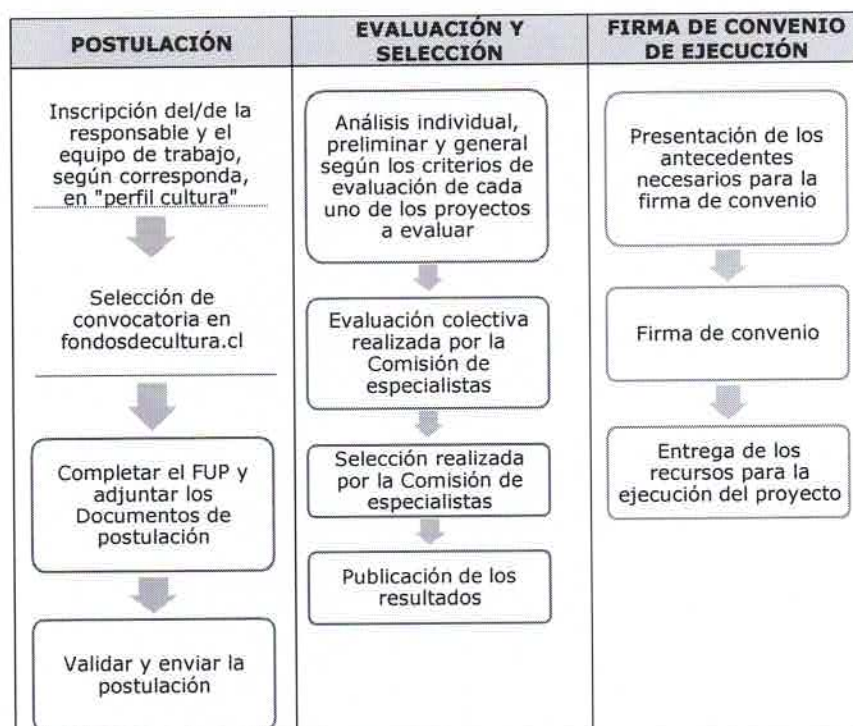 POSTULACIÓN
Inscripción del/de la
responsable y el
equipo de trabajo,
según corresponda,
en "perfil cultura"
Selección de
convocatoria en
fondosdecultura.cl
Completar el FUP y
adjuntar los
Documentos de
postulación
Validar y enviar la
postulación
EVALUACIÓN Y
SELECCIÓN
Análisis individual,
preliminar y general
según los criterios de
evaluación de cada
uno de los proyectos
a evaluar
Evaluación colectiva
realizada por la
Comisión de
especialistas
Selección realizada
por la Comisión de
especialistas
Publicación de los
resultados
FIRMA DE CONVENIO
DE EJECUCIÓN
Presentación de los
antecedentes
necesarios para la
firma de convenio
Firma de convenio
Entrega de los
recursos para la
ejecución del proyecto